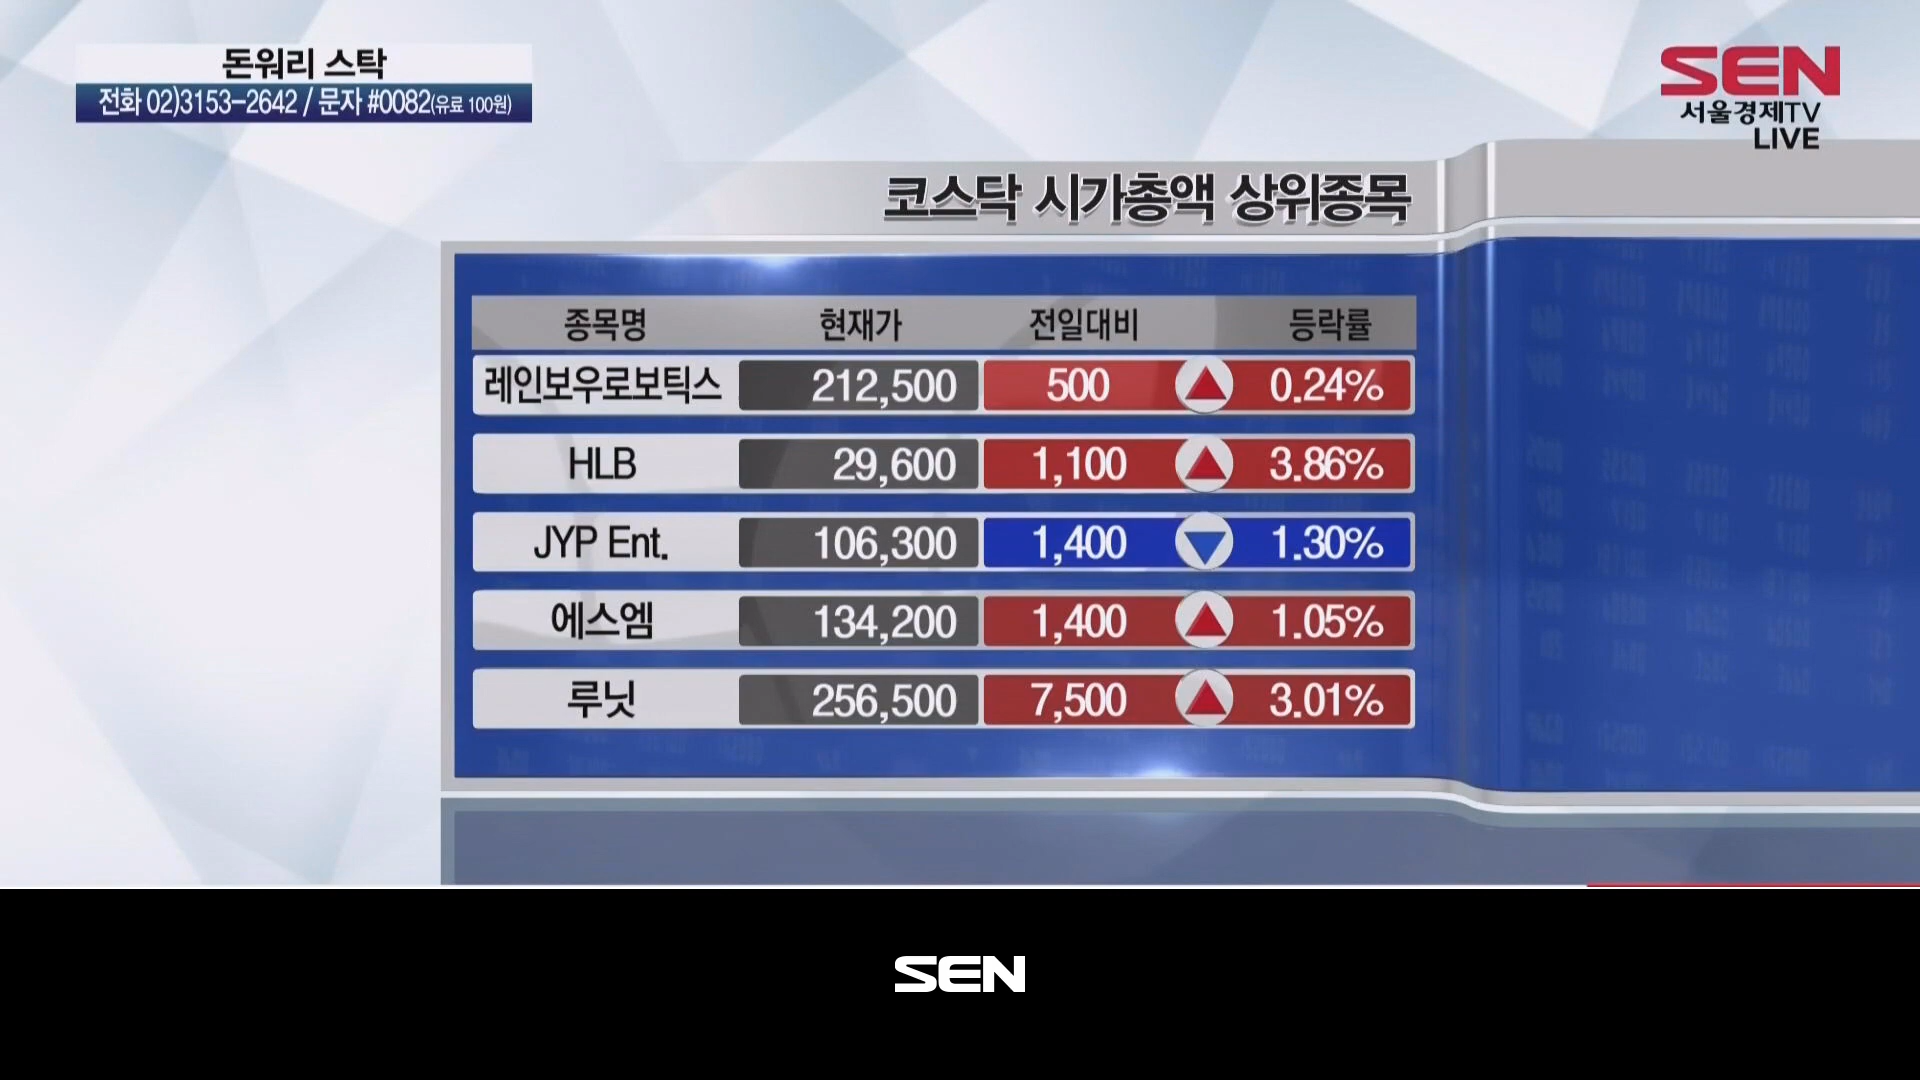 돈워리 스탁
전화 02)3153-2642 / 문자 #0082(유료 100원)
SEN
서울경제TV
LIVE
코스닥 시가총액 상위종목
종목명 현재가 전일대비 등락률
레인보우로보틱스 212,500 500 ▲ 0.24%
HLB 29,600 1,100 ▲ 3.86%
JYP Ent. 106,300 1,400 ▼ 1.30%
에스엠 134,200 1,400 ▲ 1.05%
루닛 256,500 7,500 ▲ 3.01%
SEN